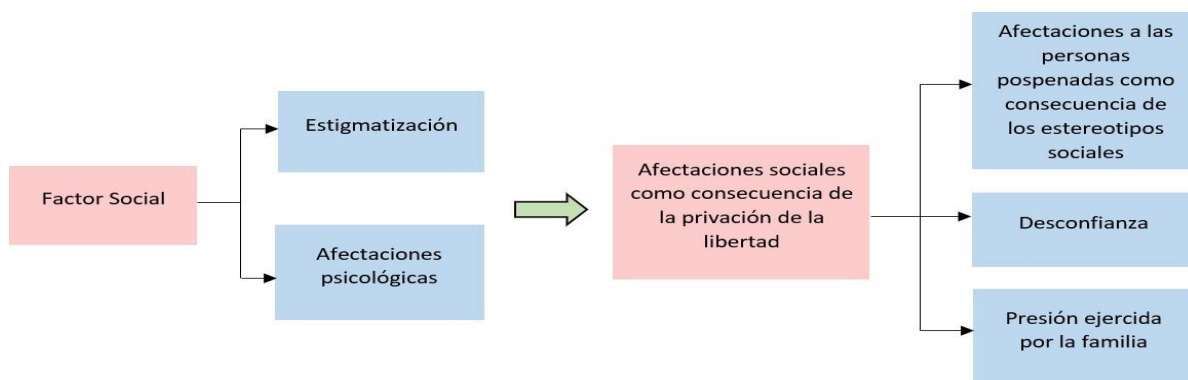 Factor Social
Estigmatización
Afectaciones
psicológicas
Afectaciones sociales
como consecuencia de
la privación de la
libertad
Afectaciones a las
personas
pospenadas como
consecuencia de
los estereotipos
sociales
Desconfianza
Presión ejercida
por la familia